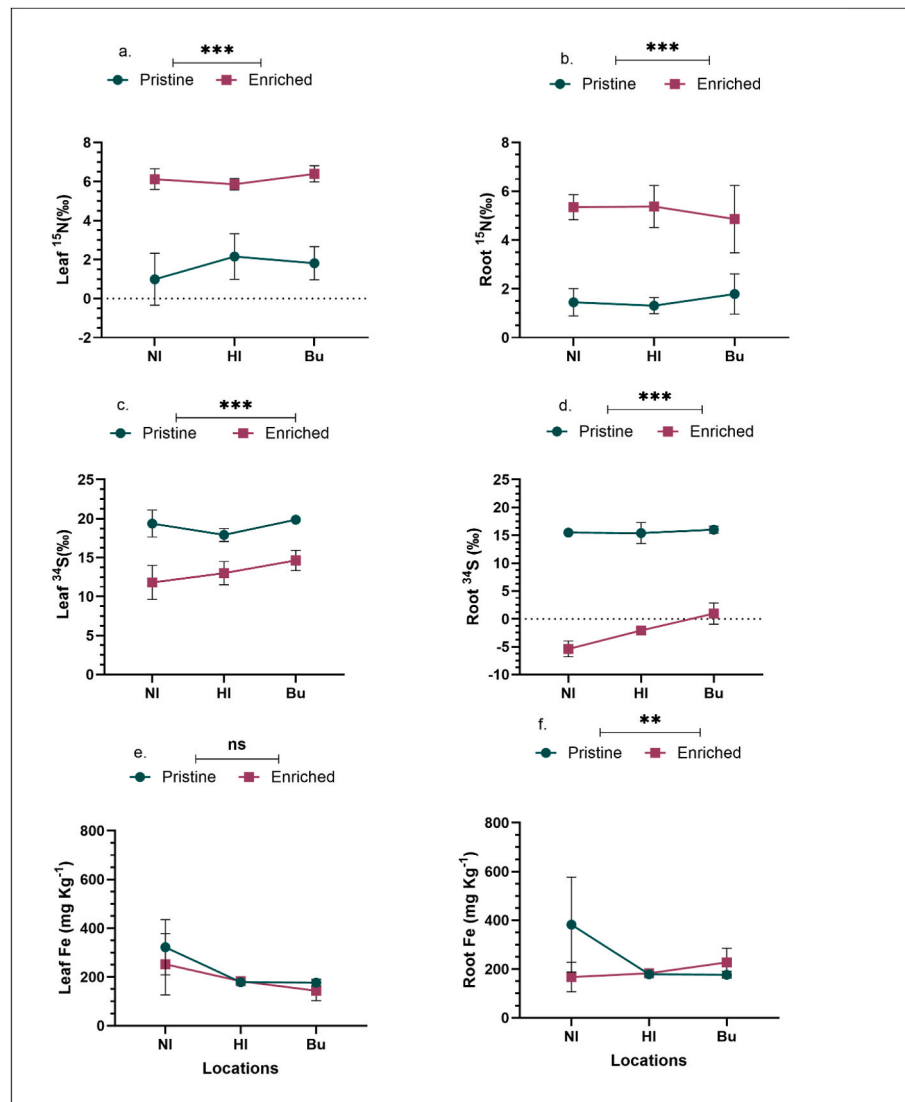 a.
***
Pristine Enriched
8
6
4
2
0
-2
Leaf ¹⁵N(‰)
NI HI Bu
b.
***
Pristine Enriched
8
6
4
2
0
Root ¹⁵N(‰)
NI HI Bu
c.
***
Pristine Enriched
25
20
15
10
5
0
Leaf ³⁴S(‰)
NI HI Bu
d.
***
Pristine Enriched
25
20
15
10
5
0
-5
-10
Root ³⁴S (‰)
NI HI Bu
e.
ns
Pristine Enriched
800
600
400
200
0
Leaf Fe (mg Kg⁻¹)
NI HI Bu
Locations
f.
**
Pristine Enriched
800
600
400
200
0
Root Fe (mg Kg⁻¹)
NI HI Bu
Locations